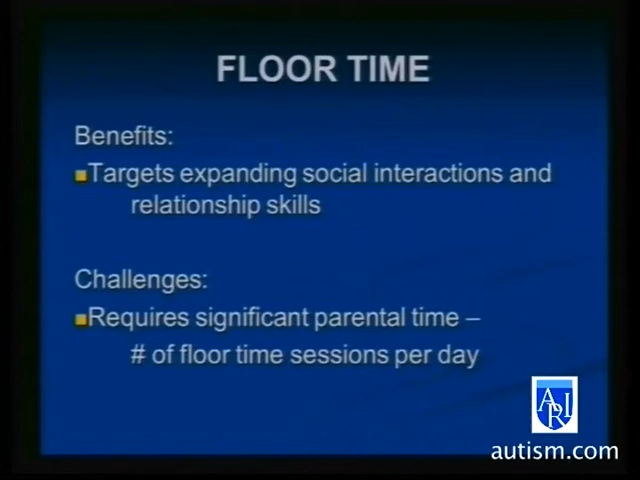 FLOOR TIME
Benefits:
Targets expanding social interactions and
relationship skills
Challenges:
Requires significant parental time –
# of floor time sessions per day
ARI
autism.com